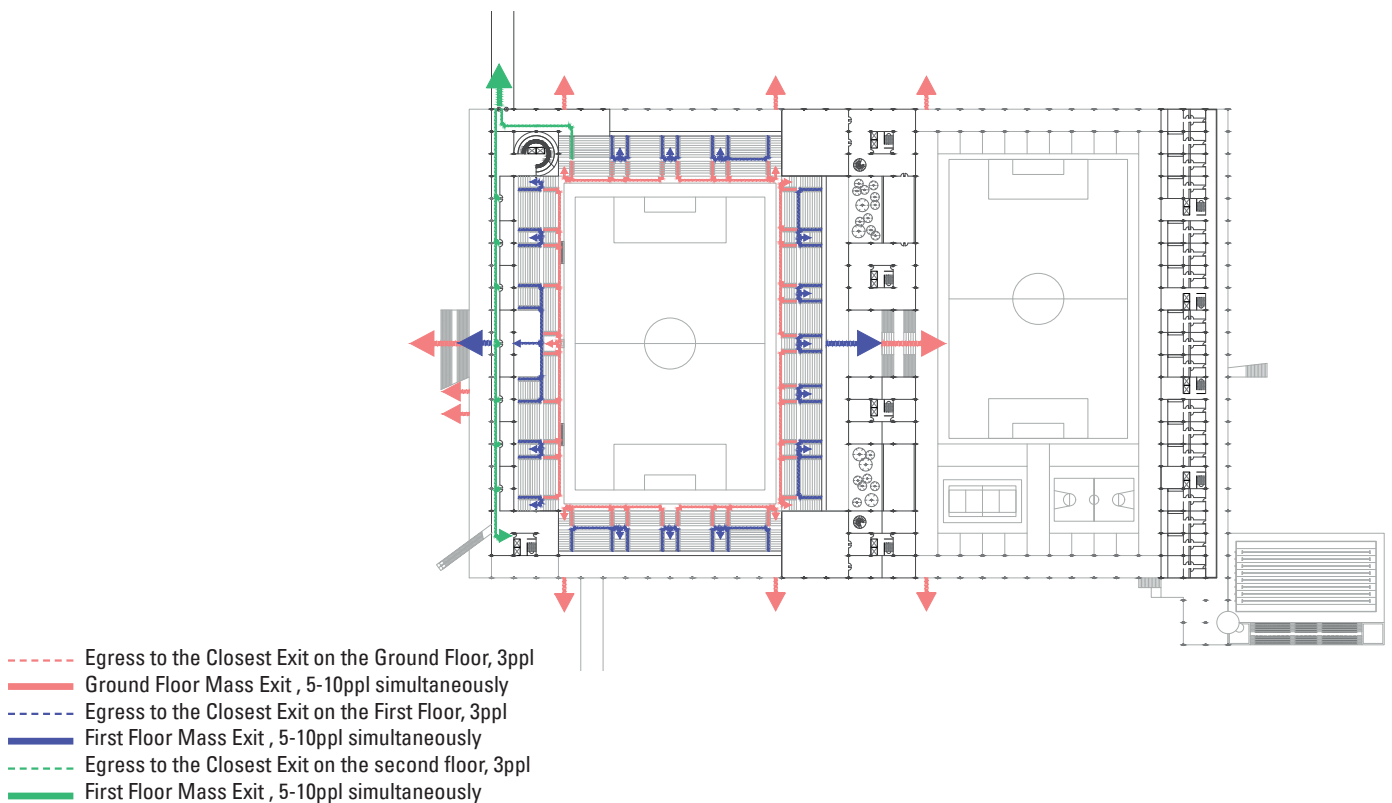 Egress to the Closest Exit on the Ground Floor, 3ppl
Ground Floor Mass Exit , 5-10ppl simultaneously
Egress to the Closest Exit on the First Floor, 3ppl
First Floor Mass Exit , 5-10ppl simultaneously
Egress to the Closest Exit on the second floor, 3ppl
First Floor Mass Exit , 5-10ppl simultaneously